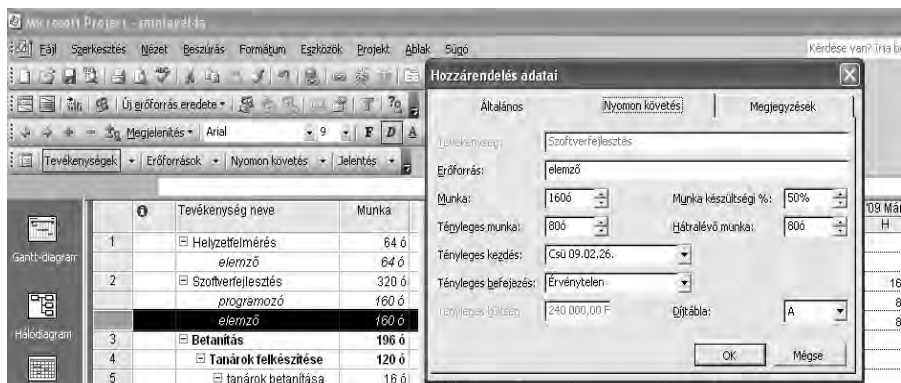 Microsoft Project - mintapélda
Fájl Szerkesztés Nézet Beszúrás Formátum Eszközök Projekt Ablak Súgó
Kérdése van? Írja be
Új erőforrás eredete
Megjelenítés Arial 9 F D A
Tevékenységek Erőforrások Nyomon követés Jelentés
Tevékenység neve Munka
1 Helyzetfelmérés 64 ó
elemző 64 ó
2 Szoftverfejlesztés 320 ó
programozó 160 ó
elemző 160 ó
3 Betanítás 196 ó
4 Tanárok felkészítése 120 ó
5 tanárok betanítása 16 ó
Gantt-diagram
Hálódiagram
Hozzárendelés adatai
Általános Nyomon követés Megjegyzések
Tevékenység: Szoftverfejlesztés
Erőforrás: elemző
Munka: 160ó Munka készültségi %: 50%
Tényleges munka: 80ó Hátralévő munka: 80ó
Tényleges kezdés: Csü 09.02.26.
Tényleges befejezés: Érvénytelen
Tényleges költség: 240 000,00 F Díjtábla: A
OK Mégse
'09 Már
H
16
8
8